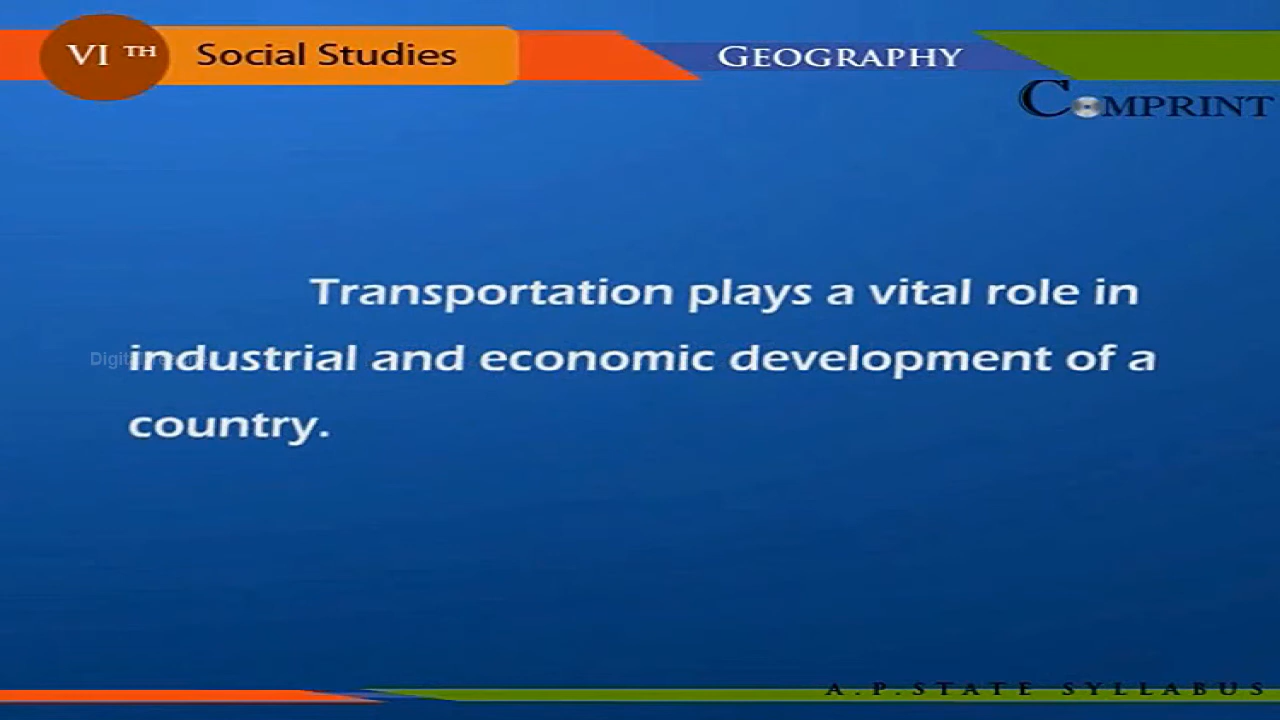 VI TH Social Studies GEOGRAPHY
COMPRINT
Transportation plays a vital role in
industrial and economic development of a
country.
A.P.STATE SYLLABUS